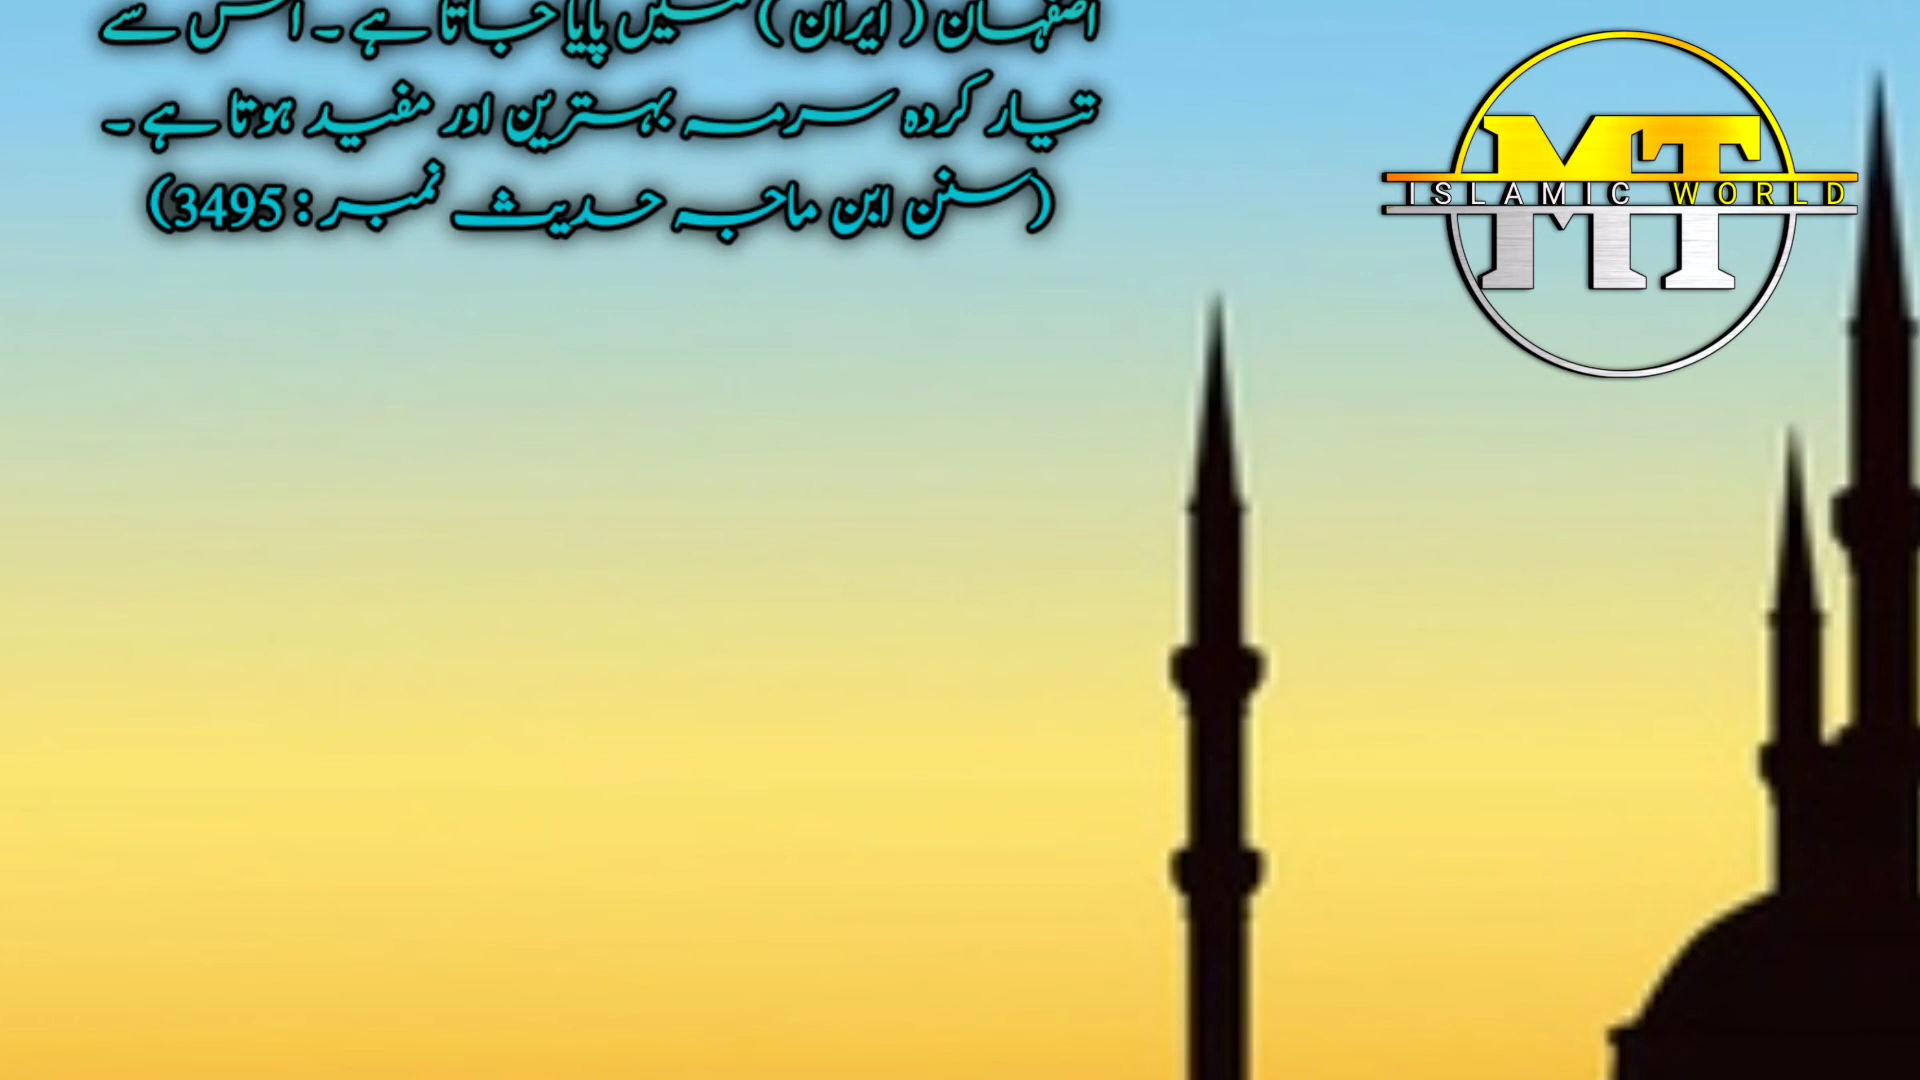 اصفہان ( ایران ) میں پایا جاتا ہے ۔ اس سے
تیار کردہ سرمہ بہترین اور مفید ہوتا ہے ۔
(سنن ابن ماجہ حدیث نمبر : 3495)
MT
ISLAMIC WORLD